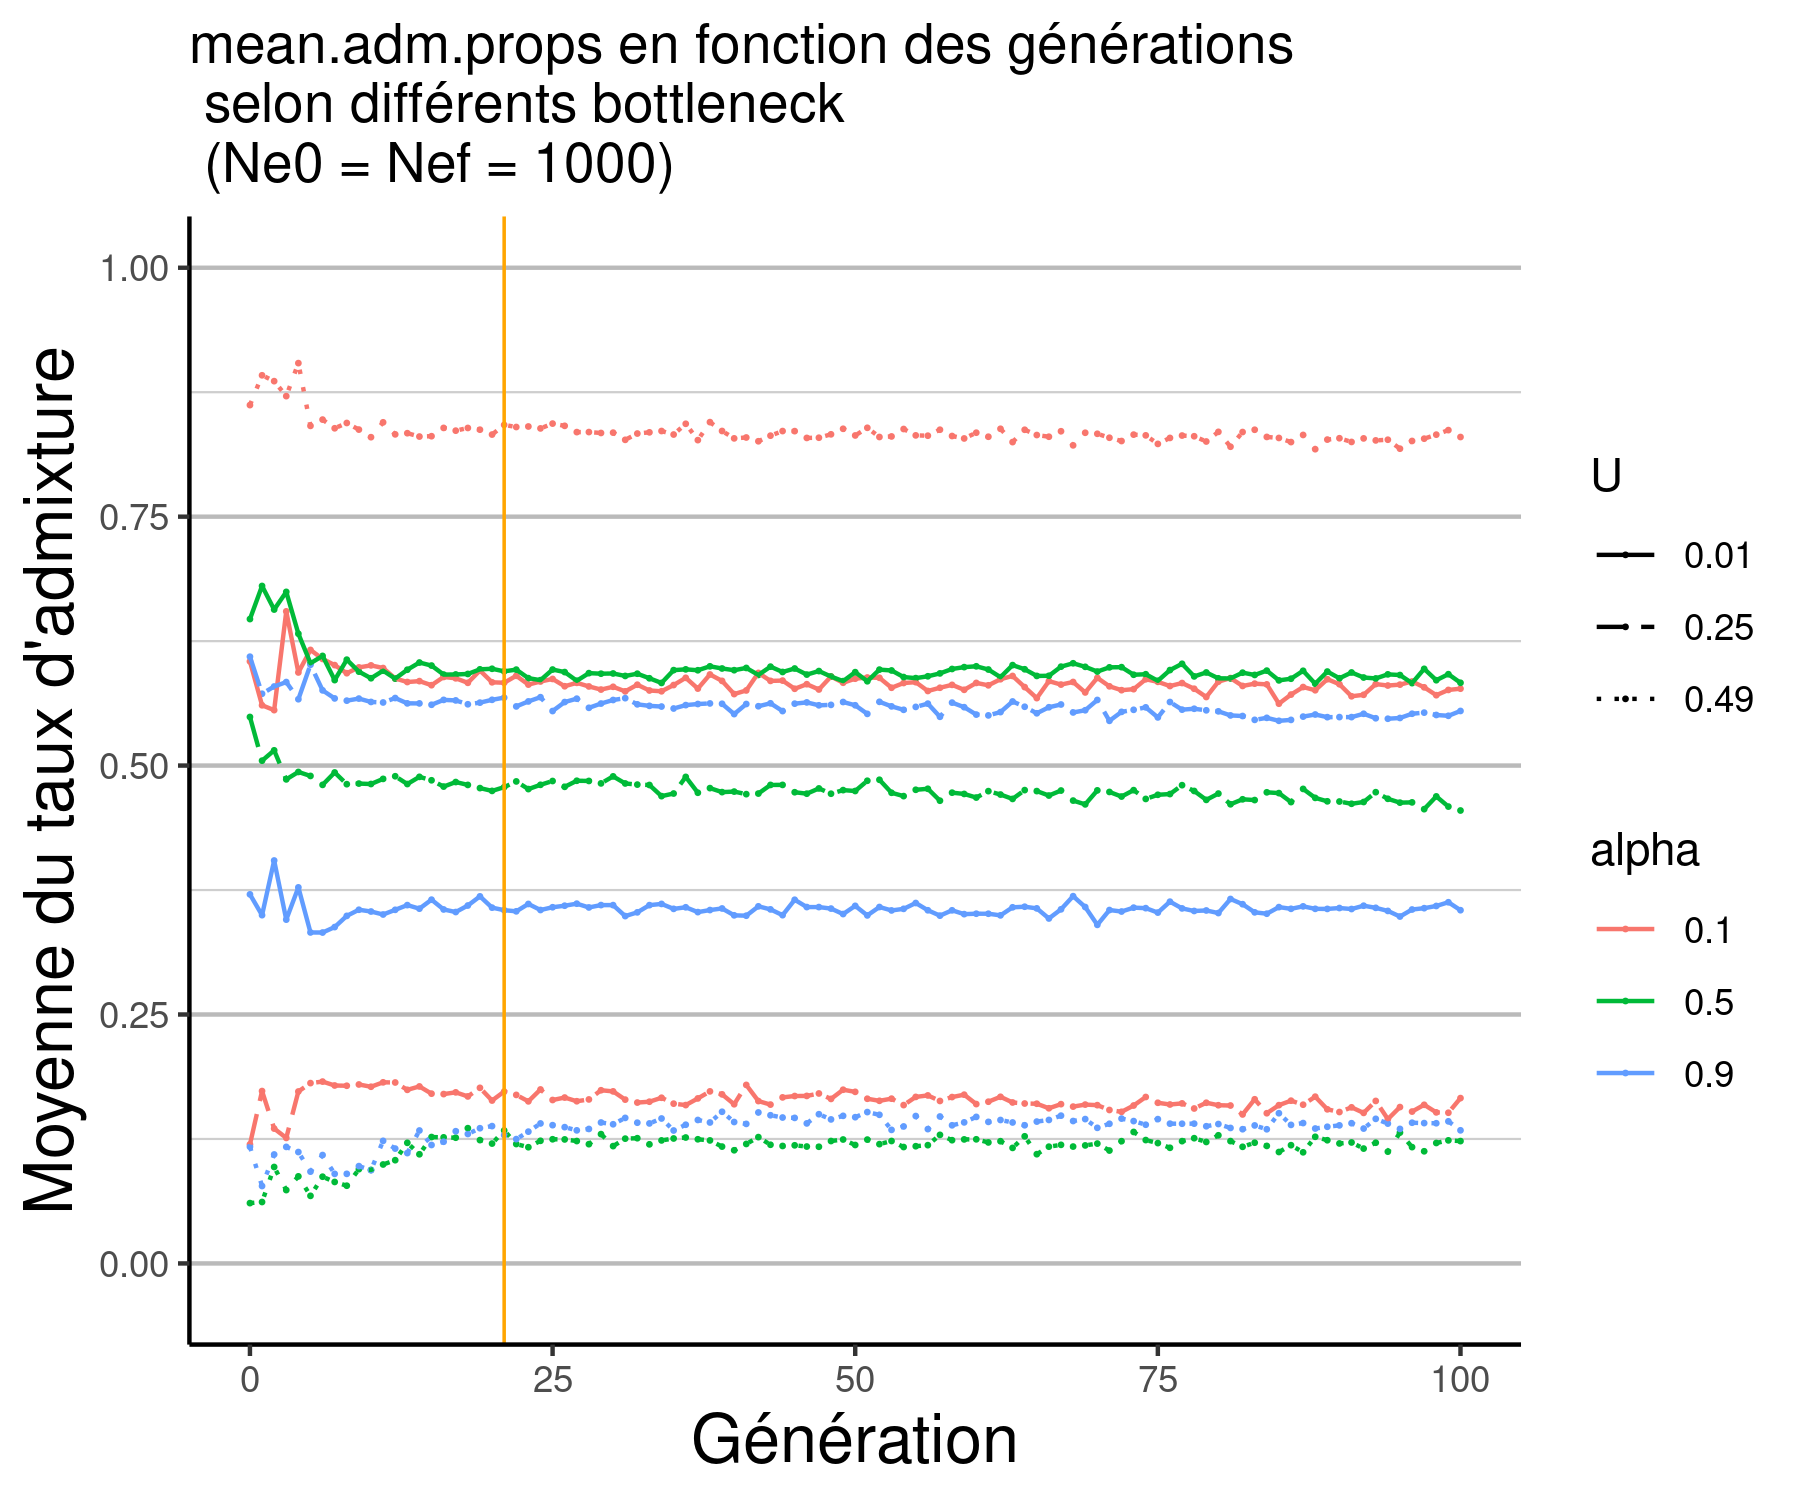 mean.adm.props en fonction des générations
selon différents bottleneck
(Ne0 = Nef = 1000)
Moyenne du taux d'admixture
1.00
0.75
0.50
0.25
0.00
0
25
50
75
100
Génération
U
0.01
0.25
0.49
alpha
0.1
0.5
0.9